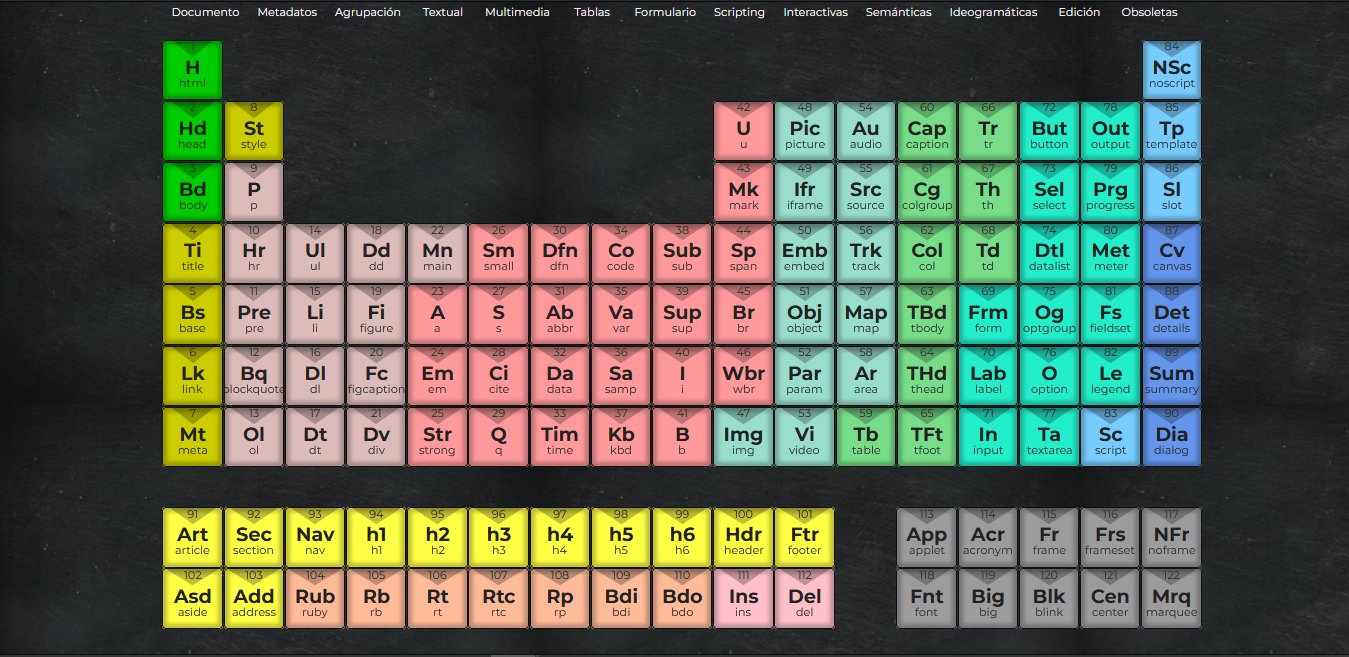 Documento Metadatos Agrupación Textual Multimedia Tablas Formulario Scripting Interactivas Semánticas Ideogramáticas Edición Obsoletas
1 84
H NSc
html noscript
2 8 42 48 54 60 66 72 78 85
Hd St U Pic Au Cap Tr But Out Tp
head style u picture audio caption tr button output template
3 9 43 49 55 61 67 73 79 86
Bd P Mk Ifr Src Cg Th Sel Prg Sl
body p mark iframe source colgroup th select progress slot
4 10 14 18 22 26 30 34 38 44 50 56 62 68 74 80 87
Ti Hr Ul Dd Mn Sm Dfn Co Sub Sp Emb Trk Col Td Dtl Met Cv
title hr ul dd main small dfn code sub span embed track col td datalist meter canvas
5 11 15 19 23 27 31 35 39 45 51 57 63 69 75 81 88
Bs Pre Li Fi A S Ab Va Sup Br Obj Map TBd Frm Og Fs Det
base pre li figure a s abbr var sup br object map tbody form optgroup fieldset details
6 12 16 20 24 28 32 36 40 46 52 58 64 70 76 82 89
Lk Bq Dl Fc Em Ci Da Sa I Wbr Par Ar THd Lab O Le Sum
link blockquote dl figcaption em cite data samp i wbr param area thead label option legend summary
7 13 17 21 25 29 33 37 41 47 53 59 65 71 77 83 90
Mt Ol Dt Dv Str Q Tim Kb B Img Vi Tb TFt In Ta Sc Dia
meta ol dt div strong q time kbd b img video table tfoot input textarea script dialog
91 92 93 94 95 96 97 98 99 100 101 113 114 115 116 117
Art Sec Nav h1 h2 h3 h4 h5 h6 Hdr Ftr App Acr Fr Frs NFr
article section nav h1 h2 h3 h4 h5 h6 header footer applet acronym frame frameset noframe
102 103 104 105 106 107 108 109 110 111 112 118 119 120 121 122
Asd Add Rub Rb Rt Rtc Rp Bdi Bdo Ins Del Fnt Big Blk Cen Mrq
aside address ruby rb rt rtc rp bdi bdo ins del font big blink center marquee